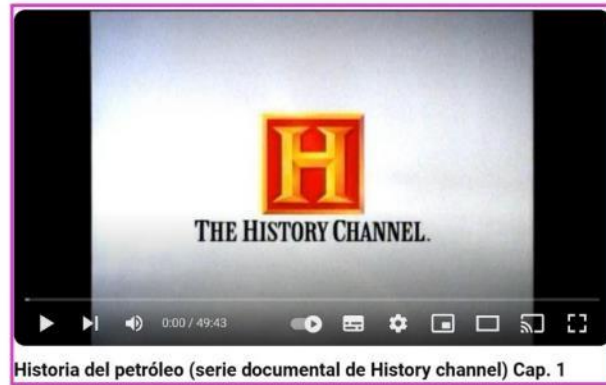 H
THE HISTORY CHANNEL.
0:00 / 49:43
Historia del petróleo (serie documental de History channel) Cap. 1